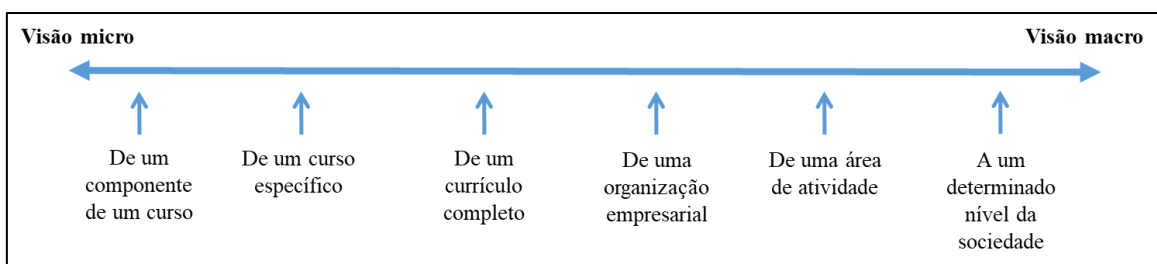 Visão micro
Visão macro
De um
componente
de um curso
De um curso
específico
De um
currículo
completo
De uma
organização
empresarial
De uma área
de atividade
A um
determinado
nível da
sociedade